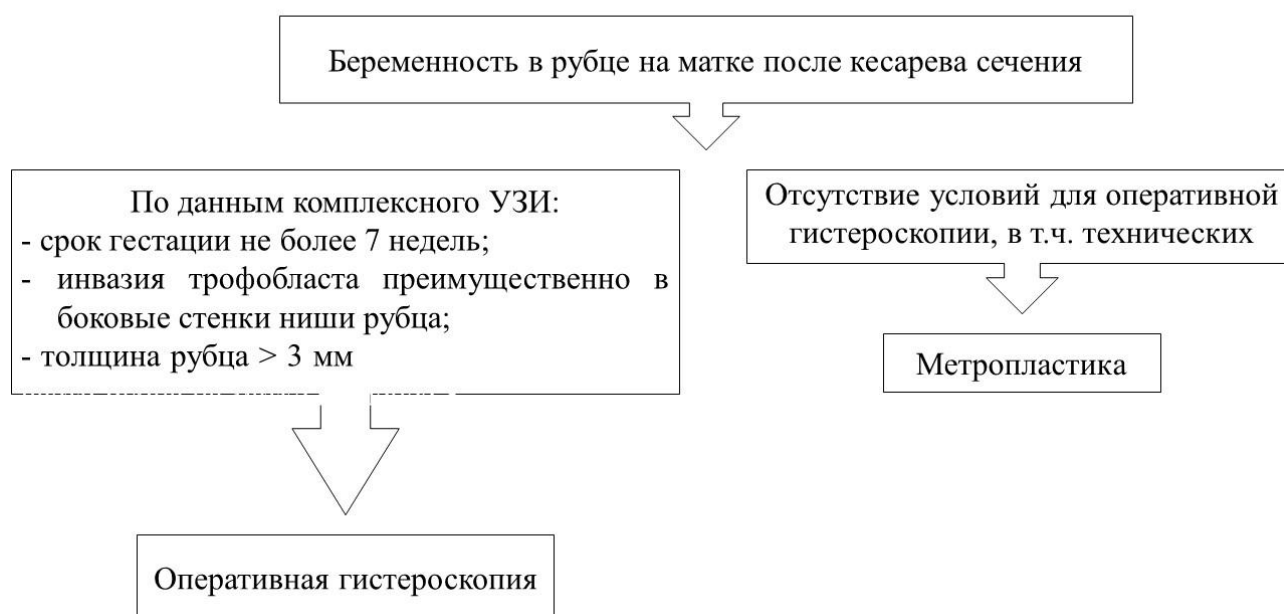 Беременность в рубце на матке после кесарева сечения
По данным комплексного УЗИ:
- срок гестации не более 7 недель;
- инвазия трофобласта преимущественно в
боковые стенки ниши рубца;
- толщина рубца > 3 мм
Отсутствие условий для оперативной
гистероскопии, в т.ч. технических
Метропластика
Оперативная гистероскопия